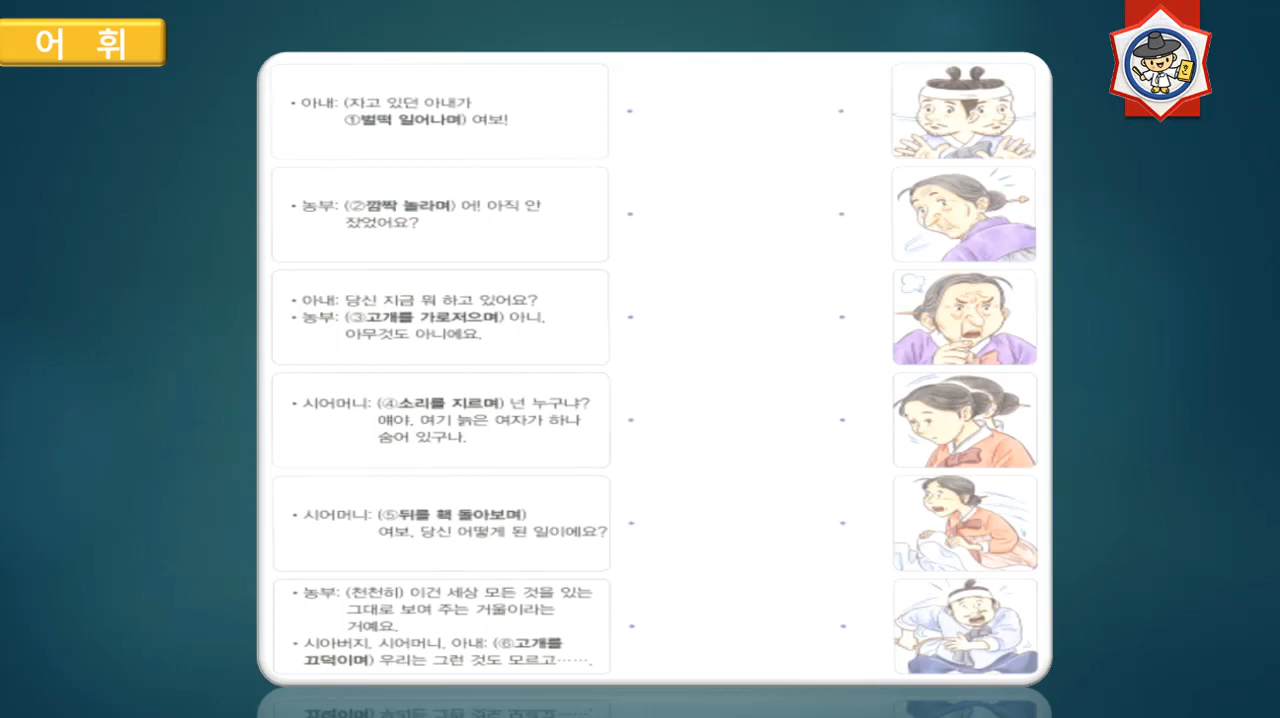 어 휘
• 아내: (자고 있던 아내가
①벌떡 일어나며) 여보!
• 농부: (②깜짝 놀라며) 어! 아직 안
잤었어요?
• 아내: 당신 지금 뭐 하고 있어요?
• 농부: (③고개를 가로저으며) 아니,
아무것도 아니에요.
• 시어머니: (④소리를 지르며) 넌 누구냐?
얘야, 여기 늙은 여자가 하나
숨어 있구나.
• 시어머니: (⑤뒤를 홱 돌아보며)
여보, 당신 어떻게 된 일이에요?
• 농부: (천천히) 이건 세상 모든 것을 있는
그대로 보여 주는 거울이라는
거예요.
• 시아버지, 시어머니, 아내: (⑥고개를
끄덕이며) 우리는 그런 것도 모르고…….